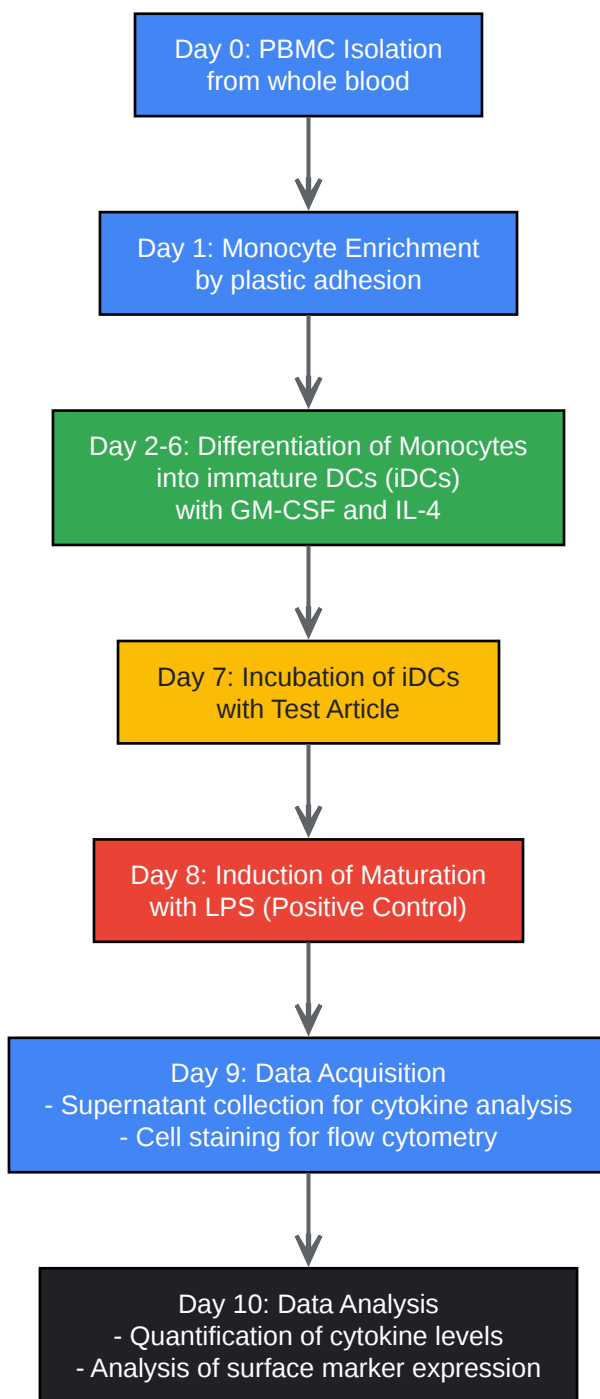 Day 0: PBMC Isolation
from whole blood
Day 1: Monocyte Enrichment
by plastic adhesion
Day 2-6: Differentiation of Monocytes
into immature DCs (iDCs)
with GM-CSF and IL-4
Day 7: Incubation of iDCs
with Test Article
Day 8: Induction of Maturation
with LPS (Positive Control)
Day 9: Data Acquisition
- Supernatant collection for cytokine analysis
- Cell staining for flow cytometry
Day 10: Data Analysis
- Quantification of cytokine levels
- Analysis of surface marker expression